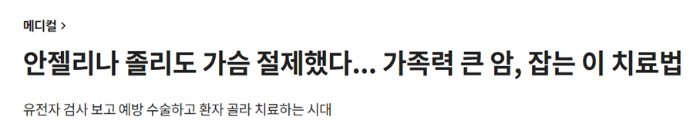 메디컬 >
안젤리나 졸리도 가슴 절제했다... 가족력 큰 암, 잡는 이 치료법
유전자 검사 보고 예방 수술하고 환자 골라 치료하는 시대